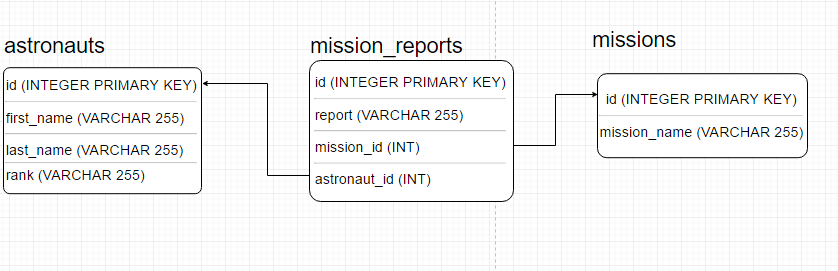 astronauts
id (INTEGER PRIMARY KEY)
first_name (VARCHAR 255)
last_name (VARCHAR 255)
rank (VARCHAR 255)
mission_reports
id (INTEGER PRIMARY KEY)
report (VARCHAR 255)
mission_id (INT)
astronaut_id (INT)
missions
id (INTEGER PRIMARY KEY)
mission_name (VARCHAR 255)